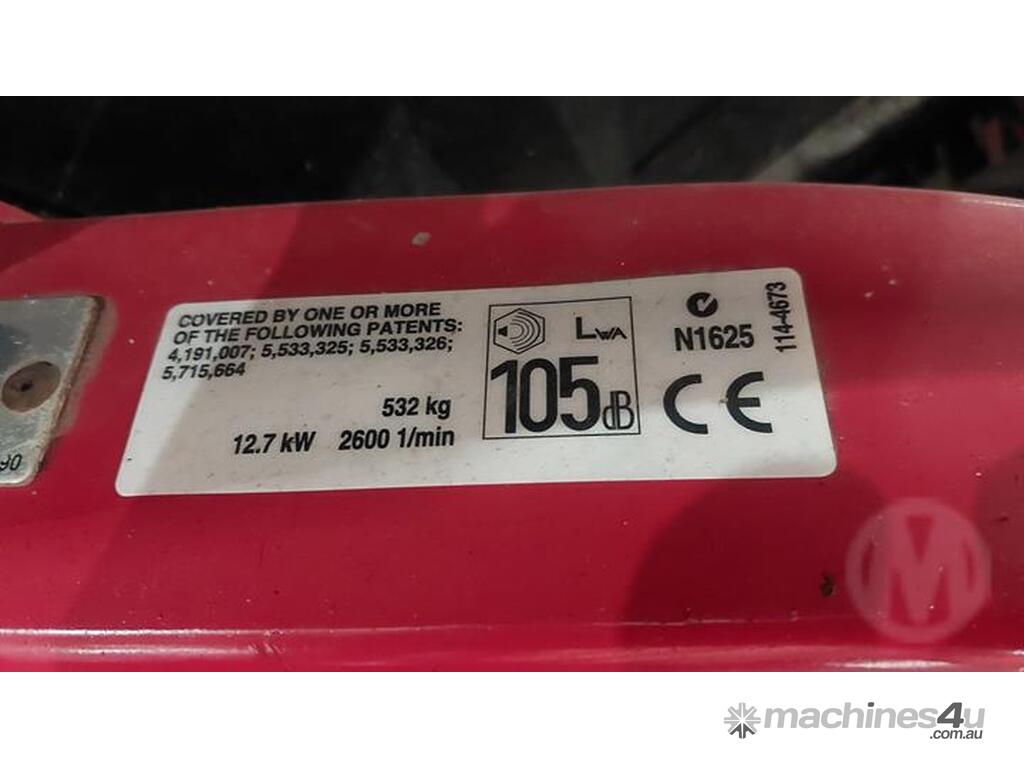 COVERED BY ONE OR MORE
OF THE FOLLOWING PATENTS:
4,191,007; 5,533,325; 5,533,326;
5,715,664
532 kg
12.7 kW 2600 1/min
LWA
105dB
N1625
CE
114-4673
90
M
machines4u
.com.au